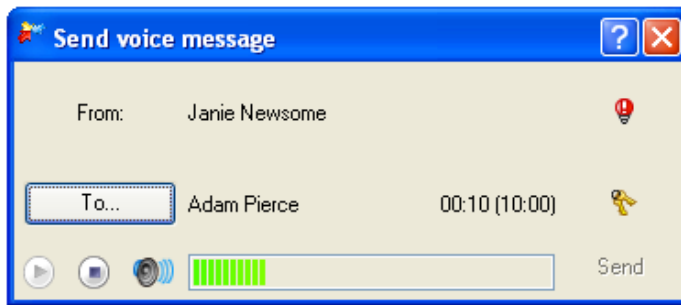 Send voice message
From: Janie Newsome
To... Adam Pierce 00:10 (10:00)
Send